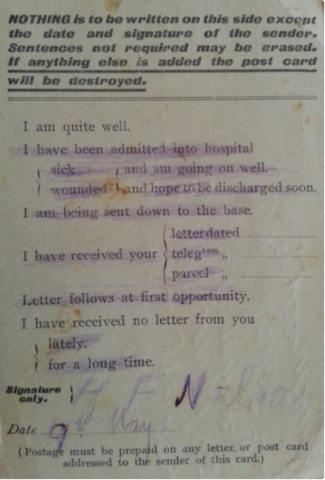 NOTHING is to be written on this side except
the date and signature of the sender.
Sentences not required may be erased.
If anything else is added the post card
will be destroyed.
I am quite well.
I have been admitted into hospital
sick and am going on well.
wounded and hope to be discharged soon.
I am being sent down to the base.
letter dated
I have received your telegram „
parcel „
Letter follows at first opportunity.
I have received no letter from you
lately.
for a long time.
Signature only. H E
Date 9th May
(Postage must be prepaid on any letter or post card
addressed to the sender of this card.)